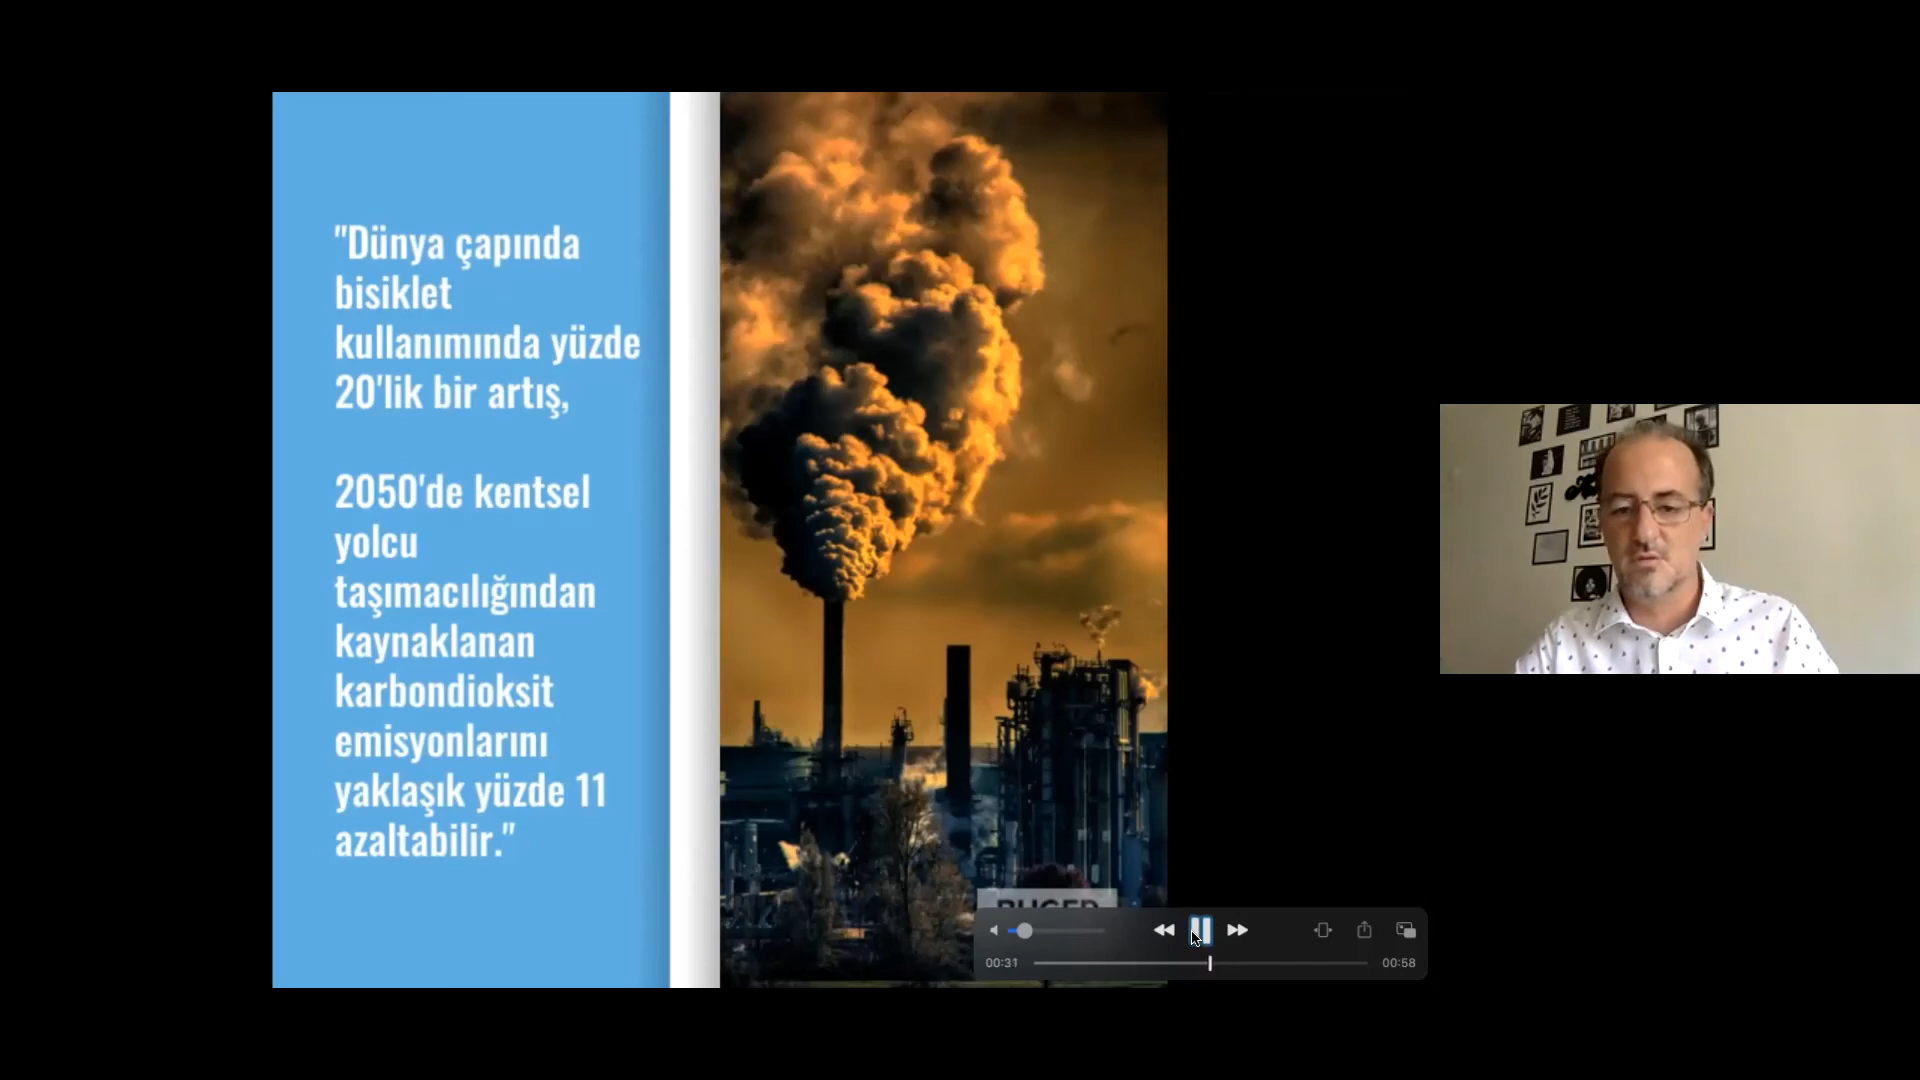 "Dünya çapında
bisiklet
kullanımında yüzde
20'lik bir artış,
2050'de kentsel
yolcu
taşımacılığından
kaynaklanan
karbondioksit
emisyonlarını
yaklaşık yüzde 11
azaltabilir."
00:31
00:58